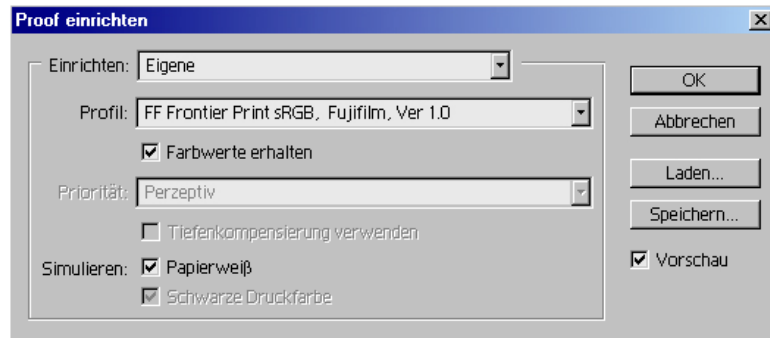 Proof einrichten
Einrichten: Eigene
Profil: FF Frontier Print sRGB, Fujifilm, Ver 1.0
Farbwerte erhalten
Priorität: Perzeptiv
Tiefenkompensierung verwenden
Simulieren: Papierweiß
Schwarze Druckfarbe
OK
Abbrechen
Laden...
Speichern...
Vorschau